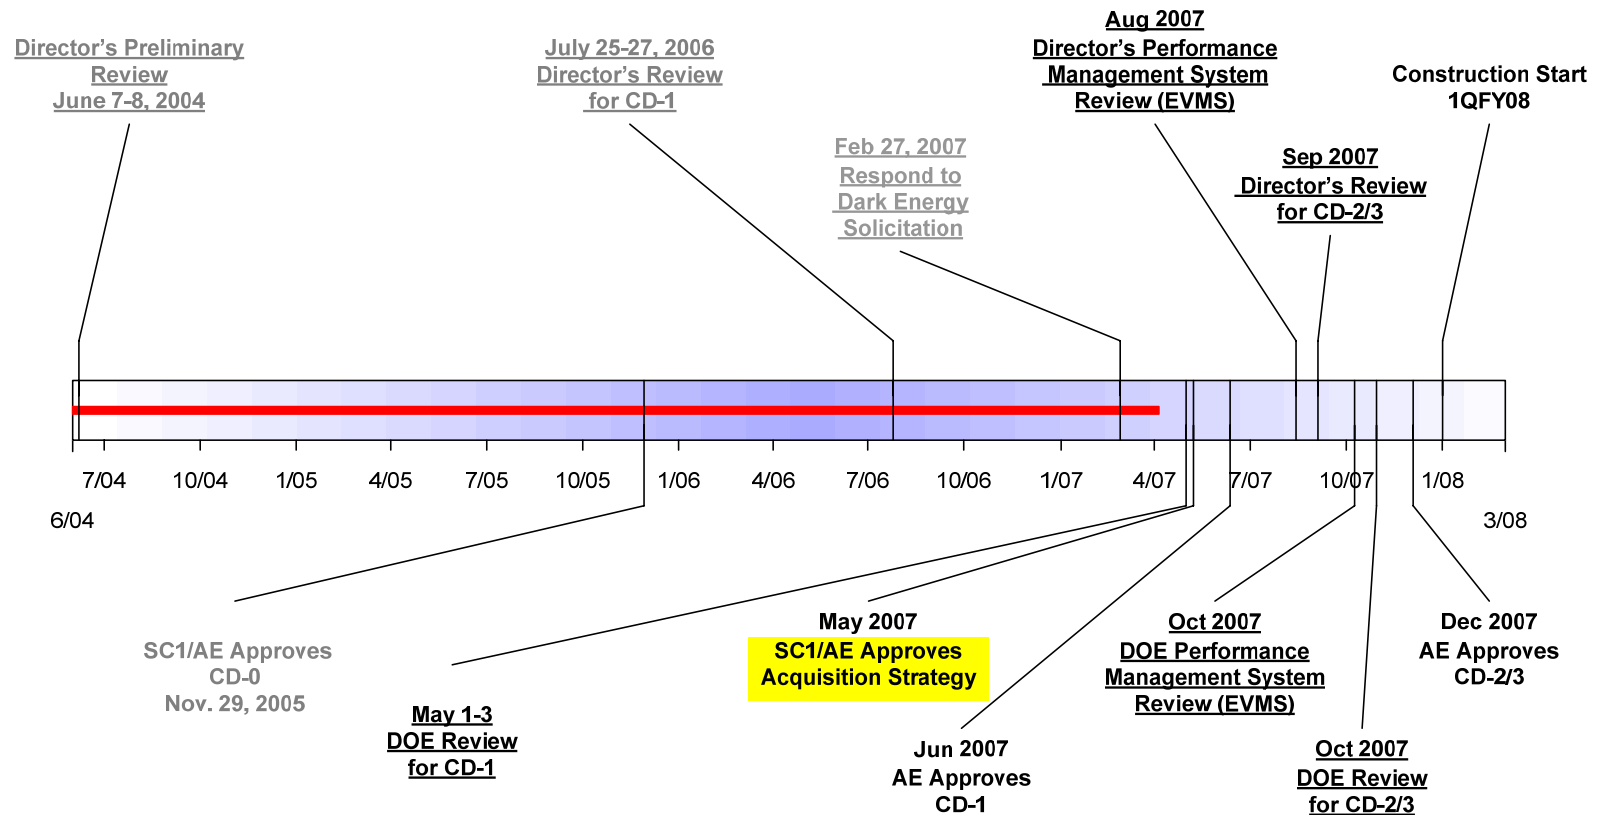 Director's Preliminary
Review
June 7-8, 2004
July 25-27, 2006
Director's Review
for CD-1
Feb 27, 2007
Respond to
Dark Energy
Solicitation
Aug 2007
Director's Performance
Management System
Review (EVMS)
Sep 2007
Director's Review
for CD-2/3
Construction Start
1QFY08
7/04
10/04
1/05
4/05
7/05
10/05
1/06
4/06
7/06
10/06
1/07
4/07
7/07
10/07
1/08
6/04
3/08
SC1/AE Approves
CD-0
Nov. 29, 2005
May 1-3
DOE Review
for CD-1
May 2007
SC1/AE Approves
Acquisition Strategy
Jun 2007
AE Approves
CD-1
Oct 2007
DOE Performance
Management System
Review (EVMS)
Oct 2007
DOE Review
for CD-2/3
Dec 2007
AE Approves
CD-2/3